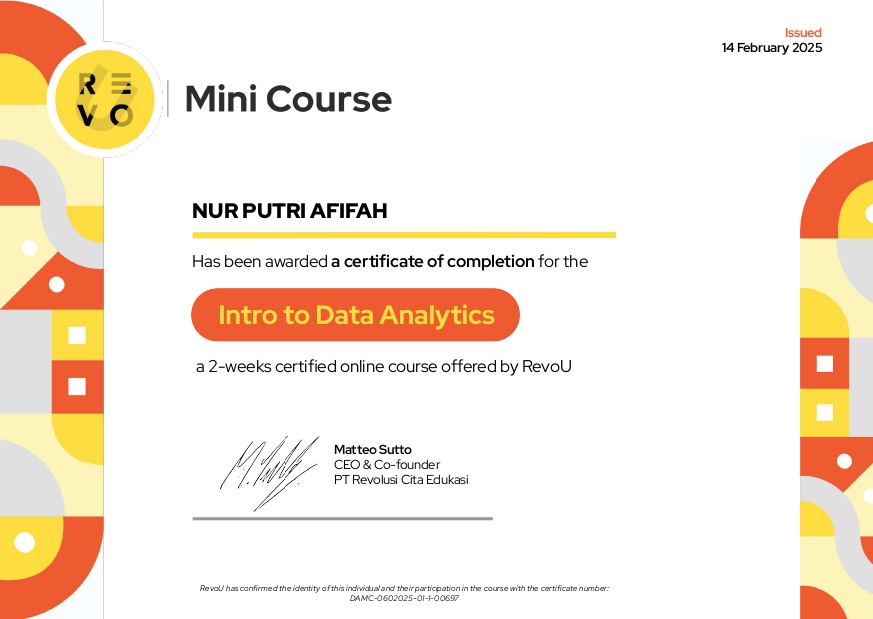 Issued
14 February 2025
RE
VO
Mini Course
NUR PUTRI AFIFAH
Has been awarded a certificate of completion for the
Intro to Data Analytics
a 2-weeks certified online course offered by RevoU
Matteo Sutto
CEO & Co-founder
PT Revolusi Cita Edukasi
RevoU has confirmed the identity of this individual and their participation in the course with the certificate number:
DAMC-0602025-01-I-00697